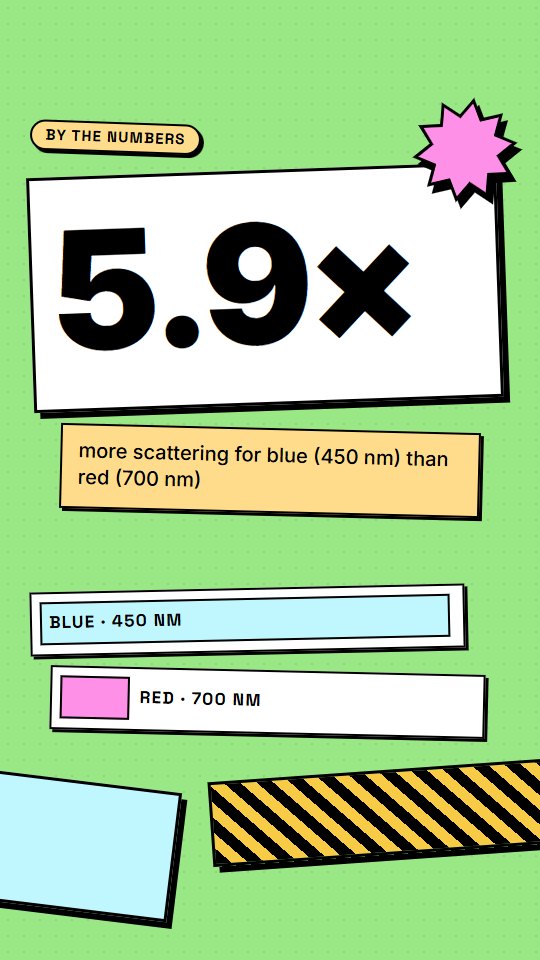 BY THE NUMBERS
5.9×
more scattering for blue (450 nm) than
red (700 nm)
BLUE · 450 NM
RED · 700 NM